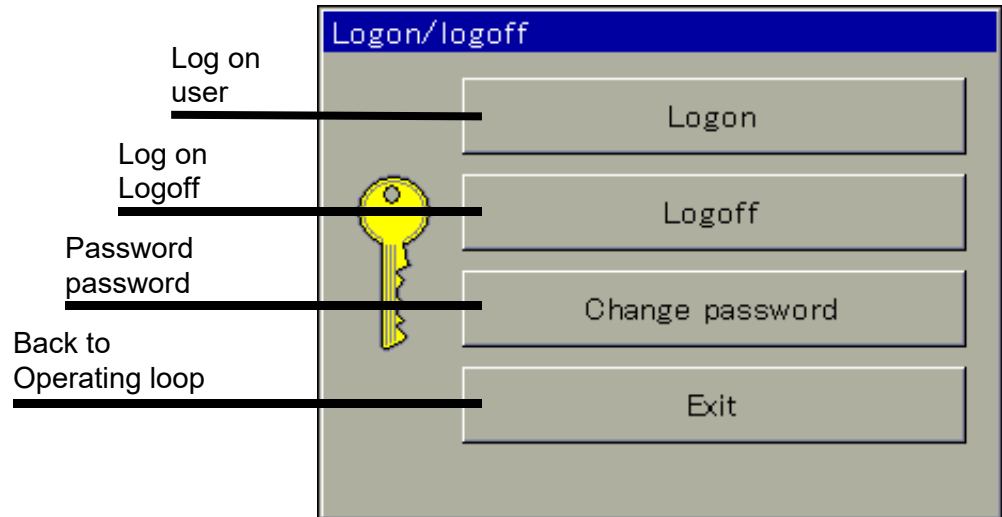 Logon/logoff
Log on
user
Logon
Log on
Logoff
Logoff
Password
password
Change password
Back to
Operating loop
Exit